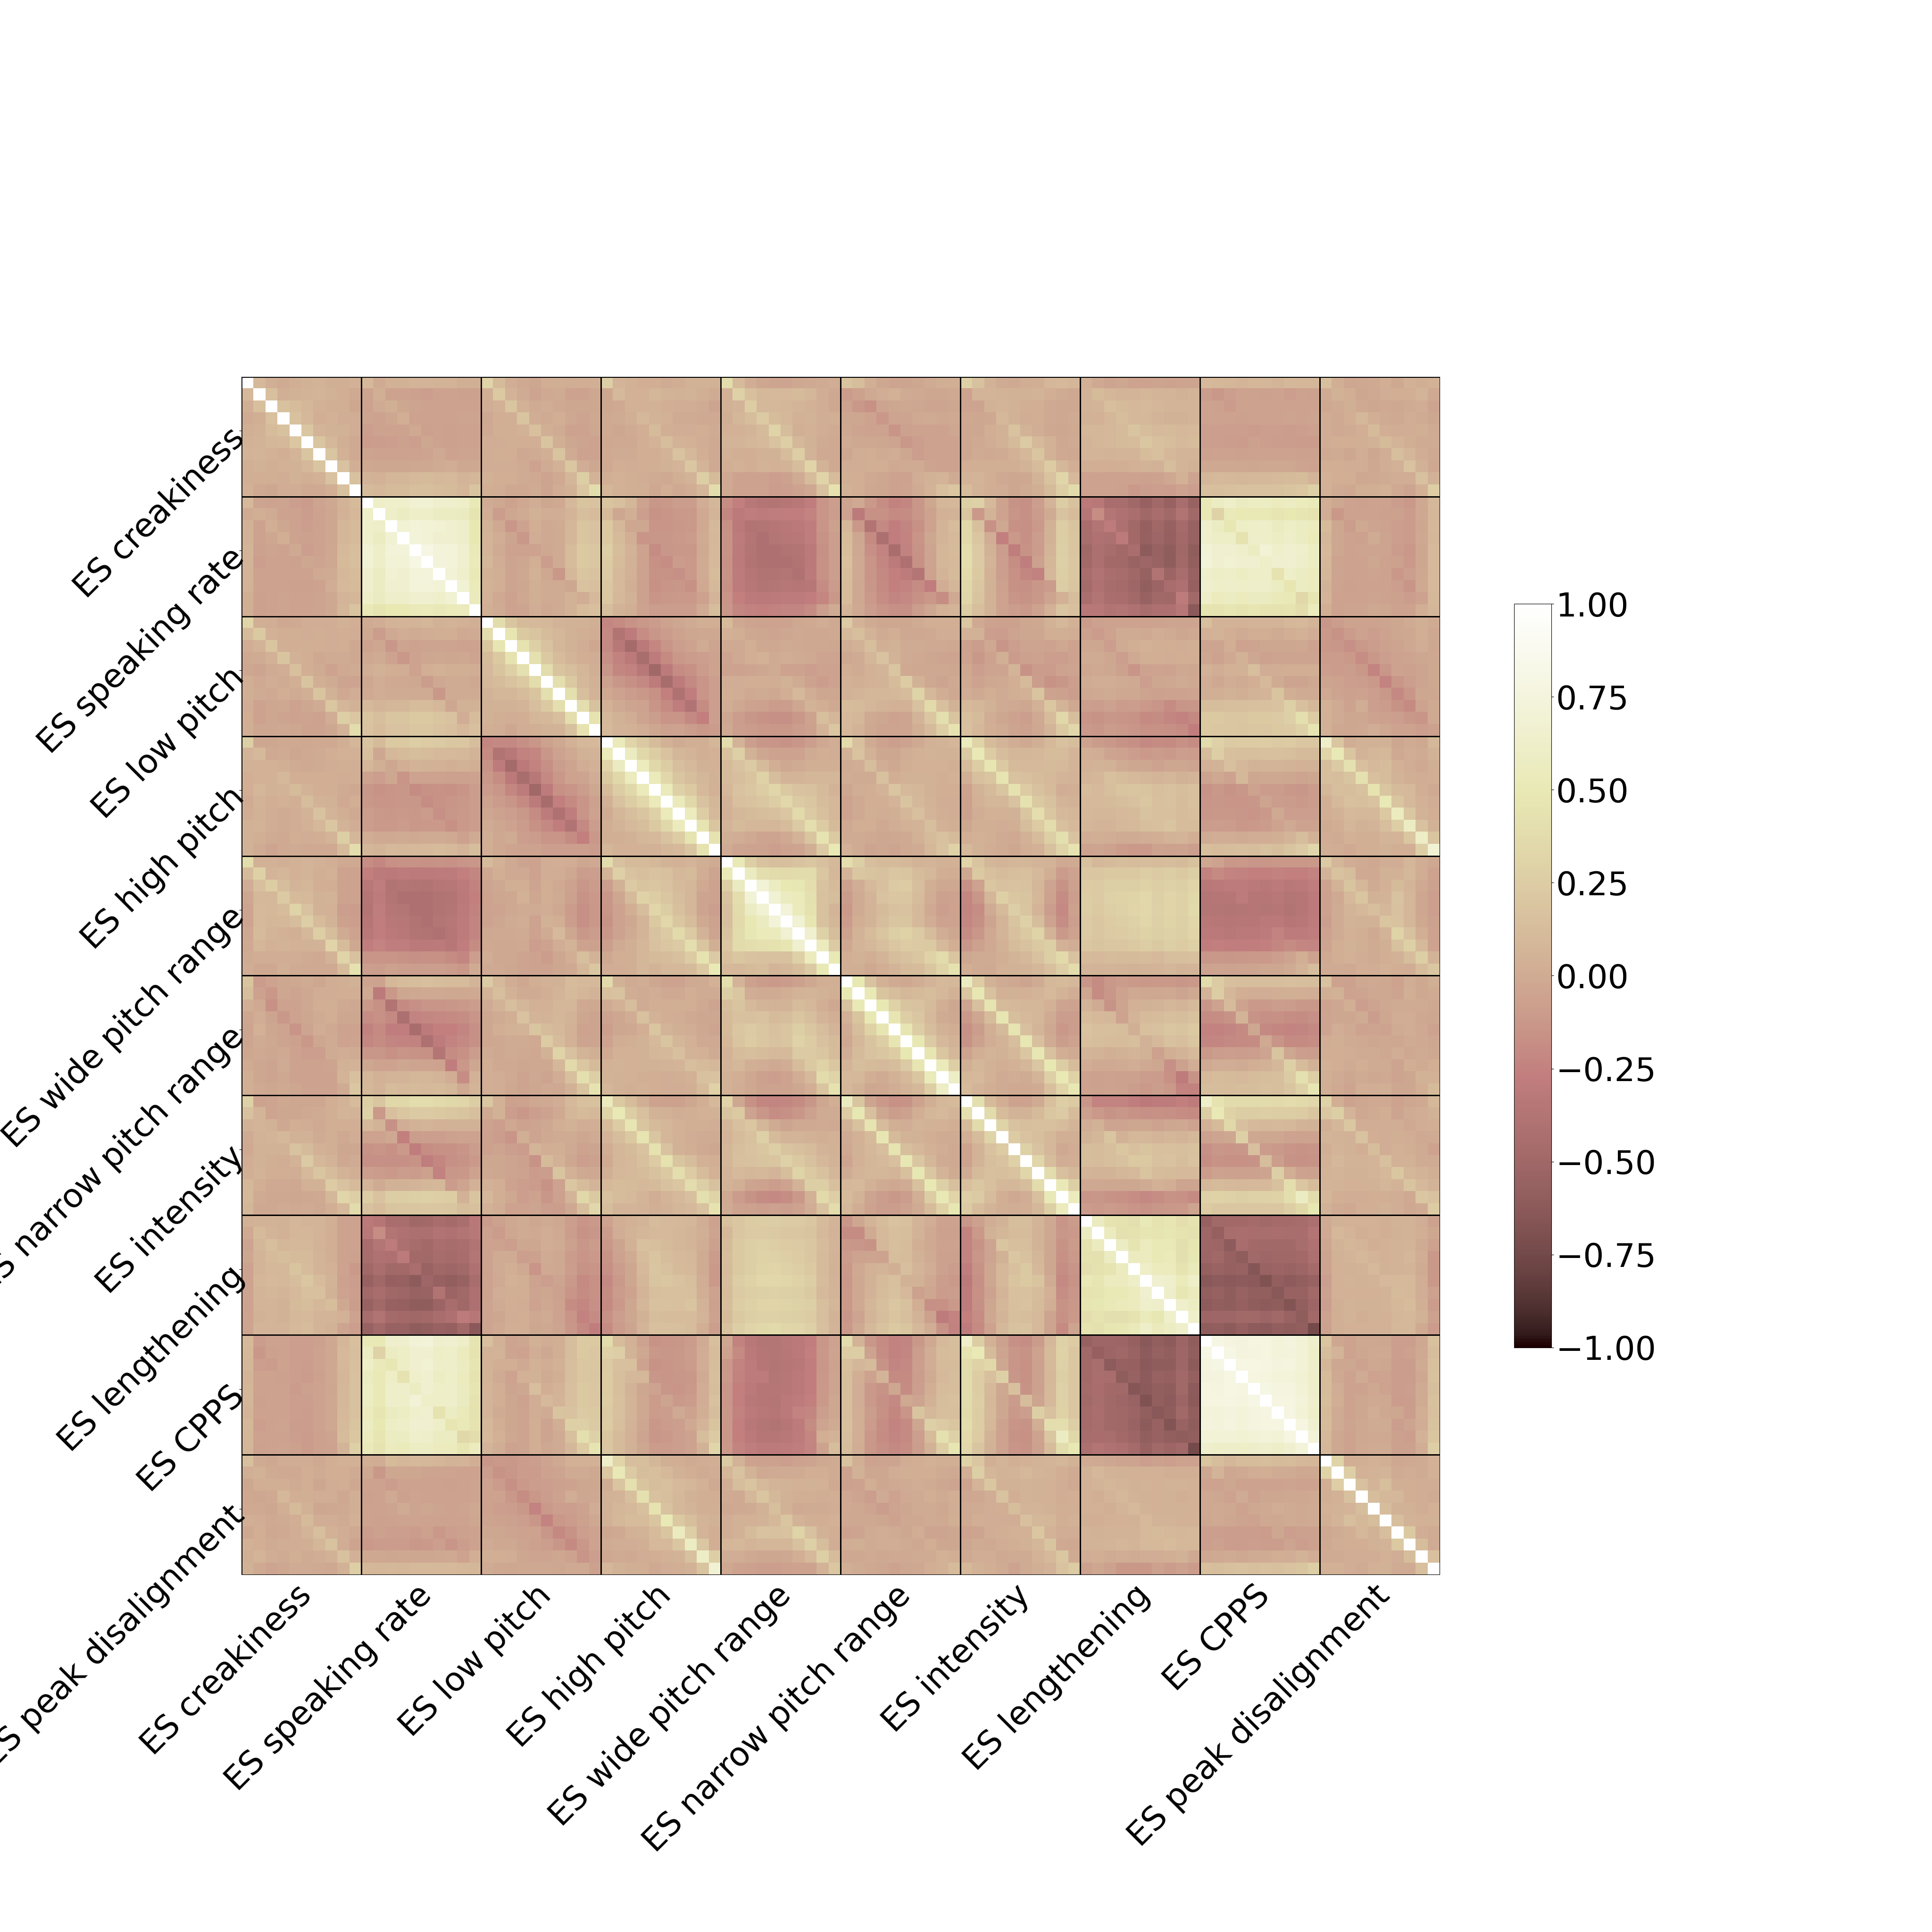 ES creakiness
ES speaking rate
ES low pitch
ES high pitch
ES wide pitch range
ES narrow pitch range
ES intensity
ES lengthening
ES CPPS
ES peak disalignment
ES creakiness
ES speaking rate
ES low pitch
ES high pitch
ES wide pitch range
ES narrow pitch range
ES intensity
ES lengthening
ES CPPS
ES peak disalignment
1.00
0.75
0.50
0.25
0.00
−0.25
−0.50
−0.75
−1.00